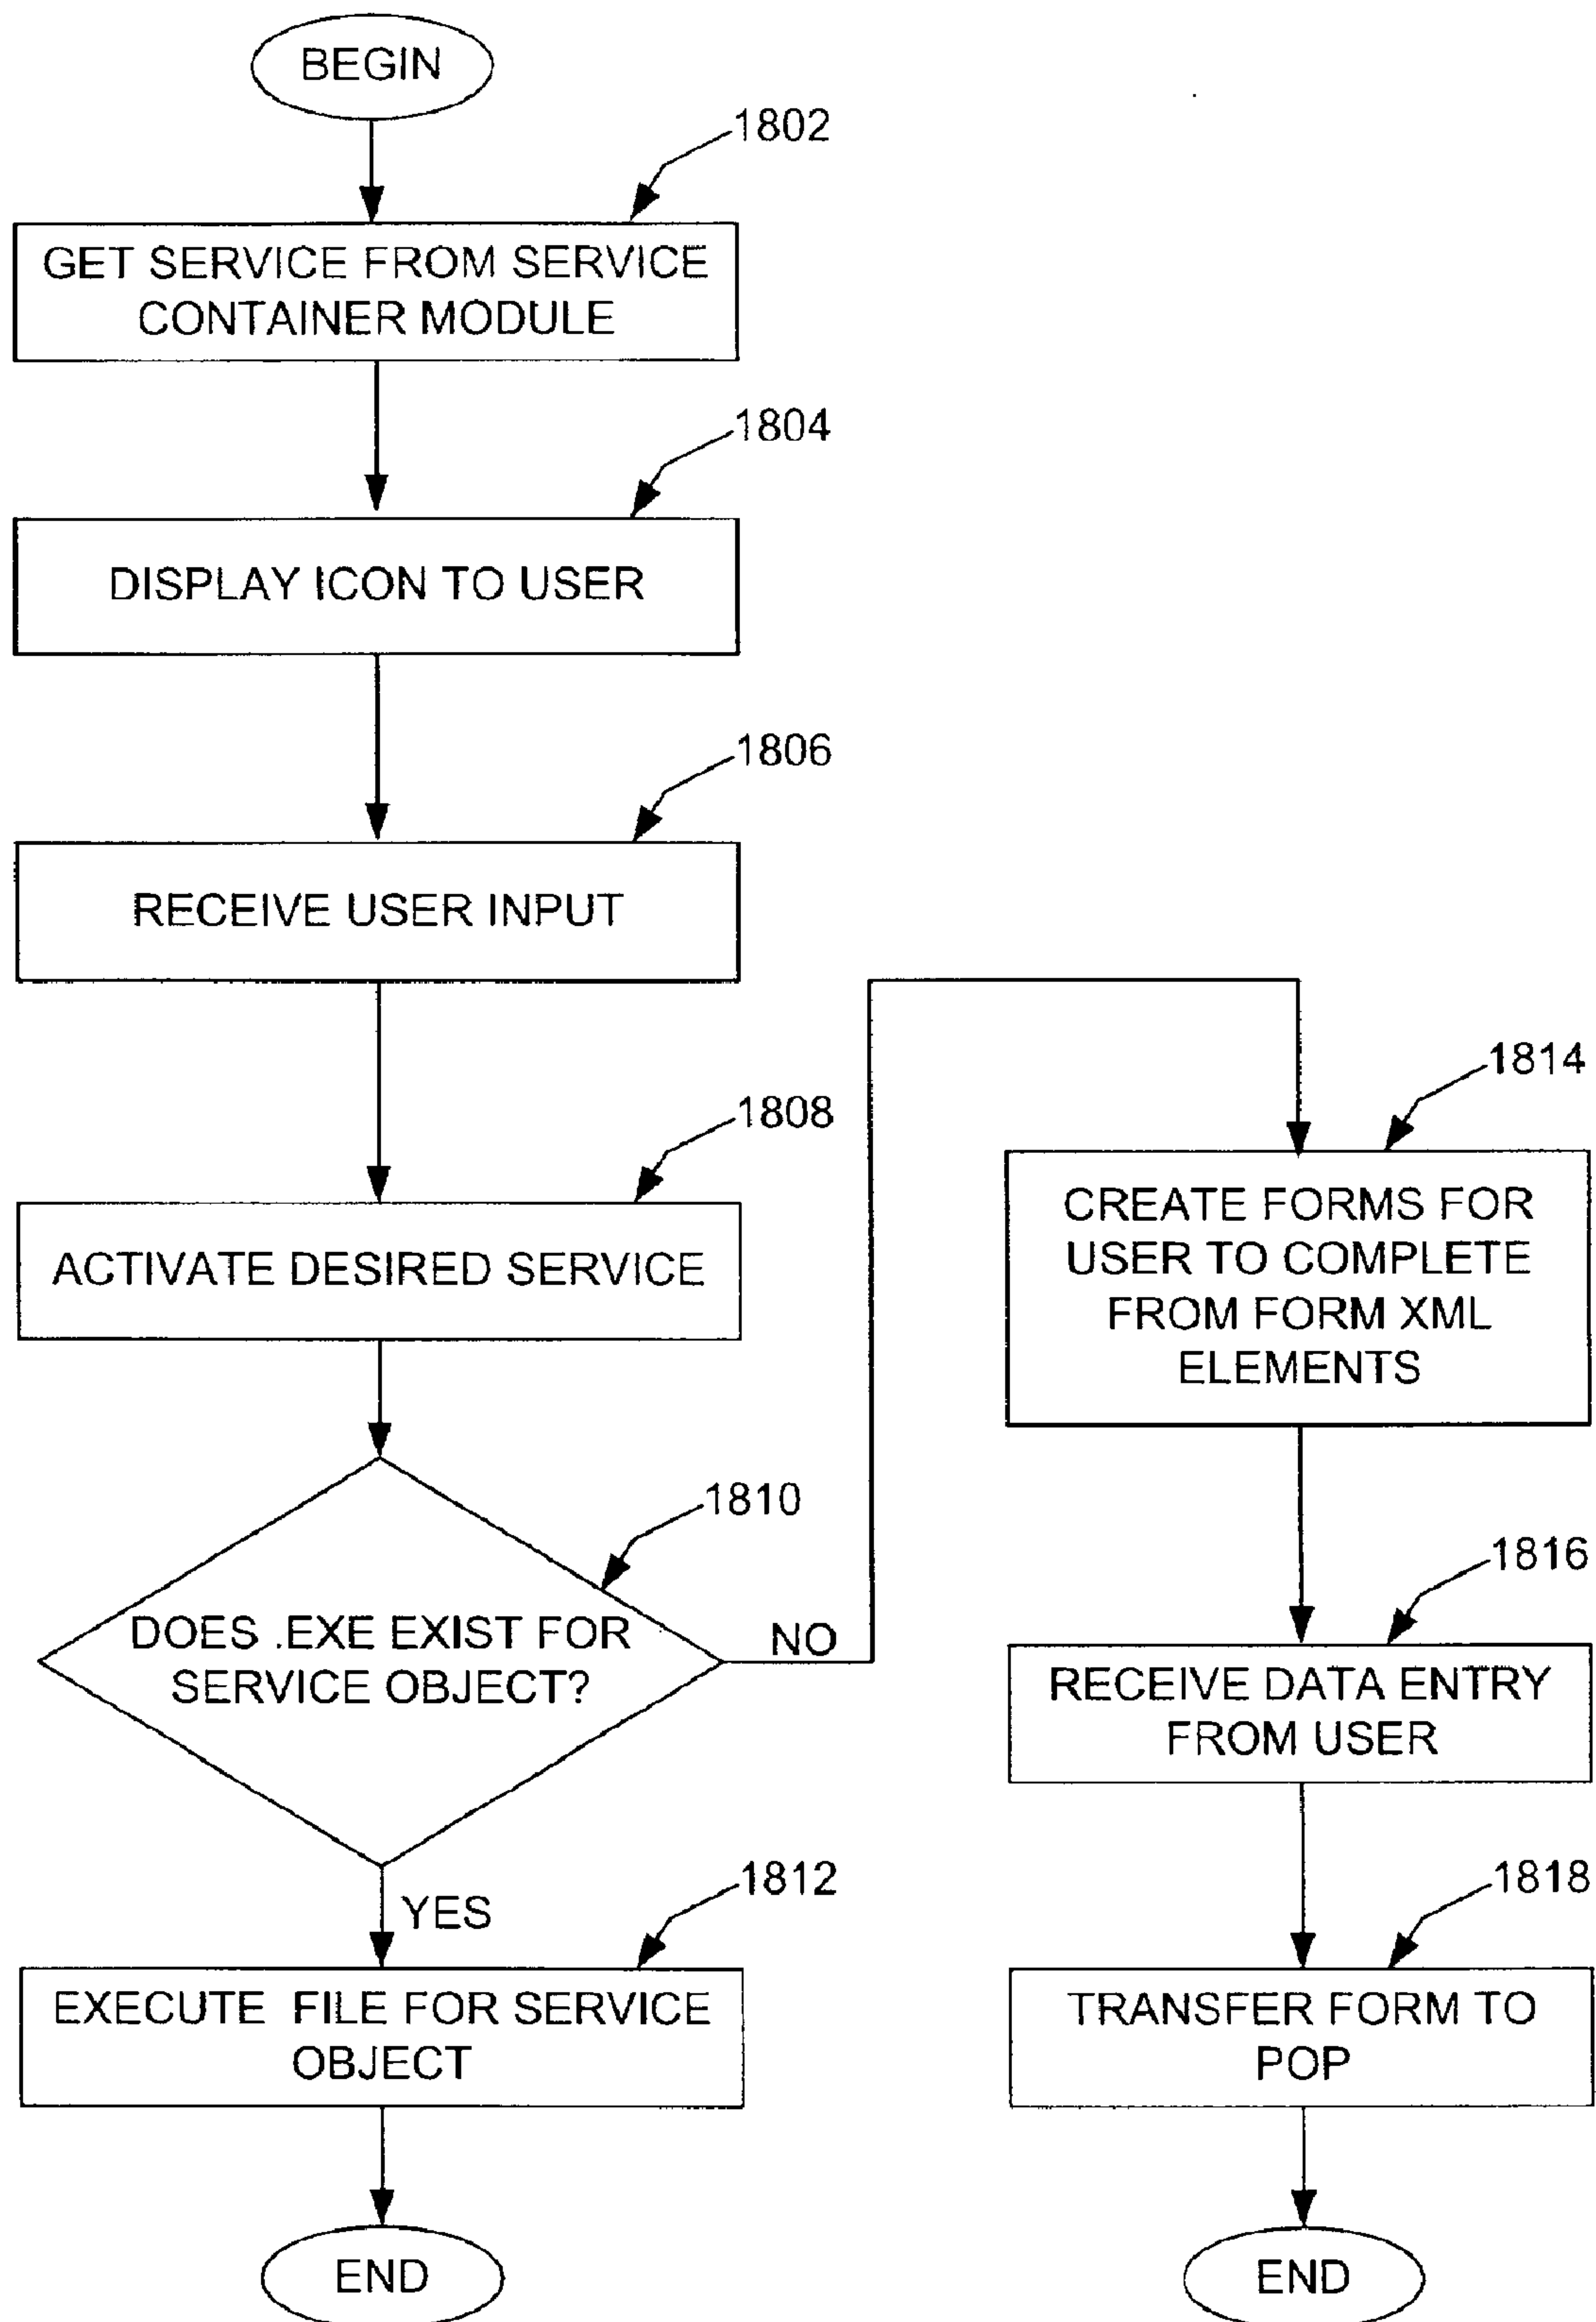 BEGIN
1802
GET SERVICE FROM SERVICE
CONTAINER MODULE
1804
DISPLAY ICON TO USER
1806
RECEIVE USER INPUT
1808
ACTIVATE DESIRED SERVICE
1810
DOES .EXE EXIST FOR
SERVICE OBJECT?
NO
YES
1812
EXECUTE FILE FOR SERVICE
OBJECT
END
1814
CREATE FORMS FOR
USER TO COMPLETE
FROM FORM XML
ELEMENTS
1816
RECEIVE DATA ENTRY
FROM USER
1818
TRANSFER FORM TO
POP
END